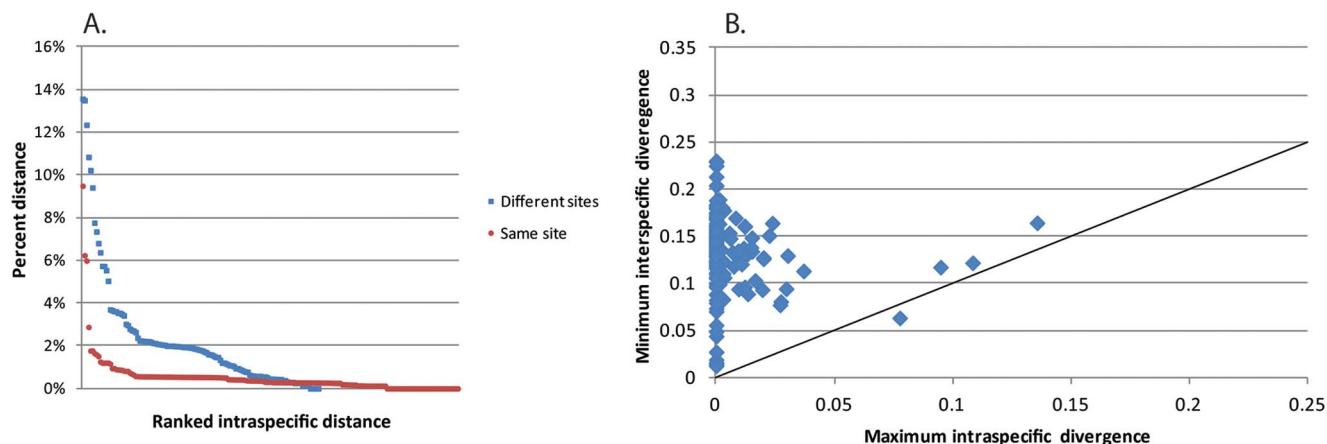 A.
16%
14%
12%
10%
8%
6%
4%
2%
0%
Percent distance
Ranked intraspecific distance
Different sites
Same site
B.
0.35
0.3
0.25
0.2
0.15
0.1
0.05
0
Minimum interspecific diveregence
0
0.05
0.1
0.15
0.2
0.25
Maximum intraspecific divergence